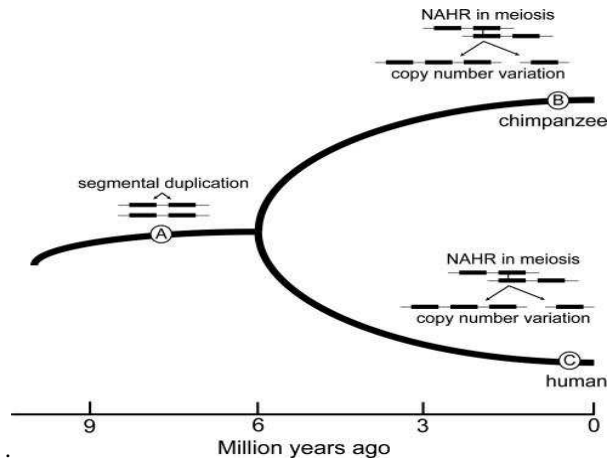 NAHR in meiosis
copy number variation
B
chimpanzee
segmental duplication
A
NAHR in meiosis
copy number variation
C
human
9 6 3 0
Million years ago
.